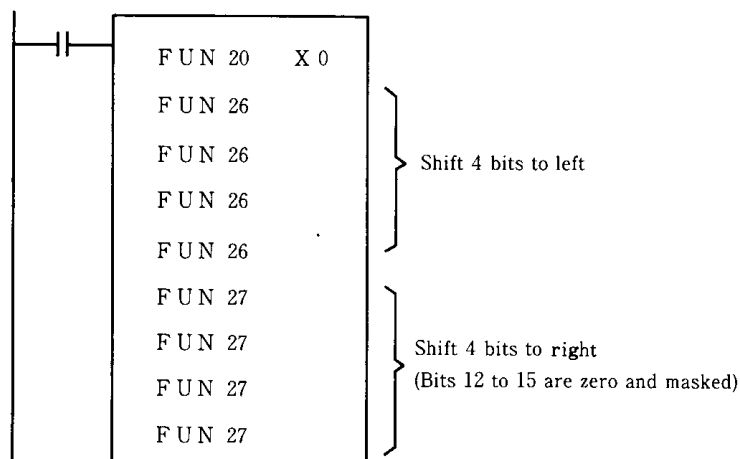 FUN 20 X0
FUN 26
FUN 26
Shift 4 bits to left
FUN 26
FUN 26
FUN 27
FUN 27
Shift 4 bits to right
(Bits 12 to 15 are zero and masked)
FUN 27
FUN 27